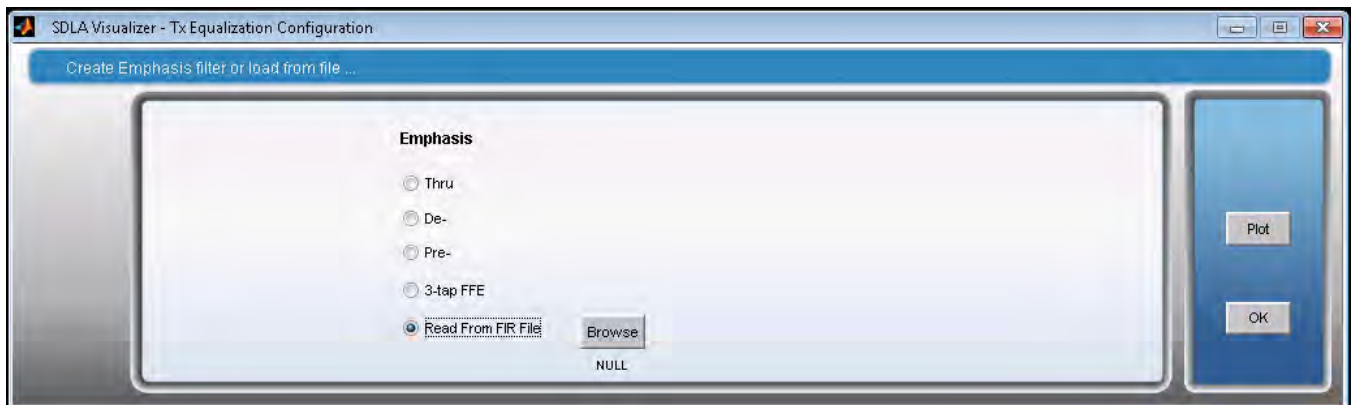 SDLA Visualizer - Tx Equalization Configuration
Create Emphasis filter or load from file ...
Emphasis
Thru
De-
Pre-
3-tap FFE
Read From FIR File
Browse
NULL
Plot
OK